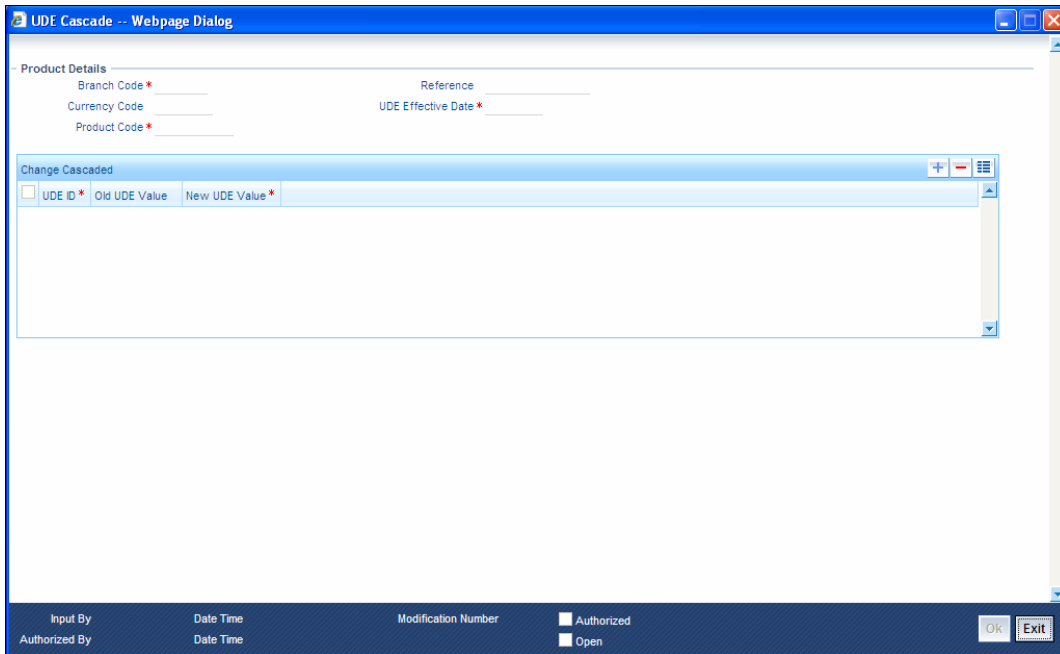 UDE Cascade -- Webpage Dialog
Product Details
Branch Code * Reference
Currency Code UDE Effective Date *
Product Code *
Change Cascaded
UDE ID * Old UDE Value New UDE Value *
Input By Date Time Modification Number Authorized
Authorized By Date Time Open
Ok Exit